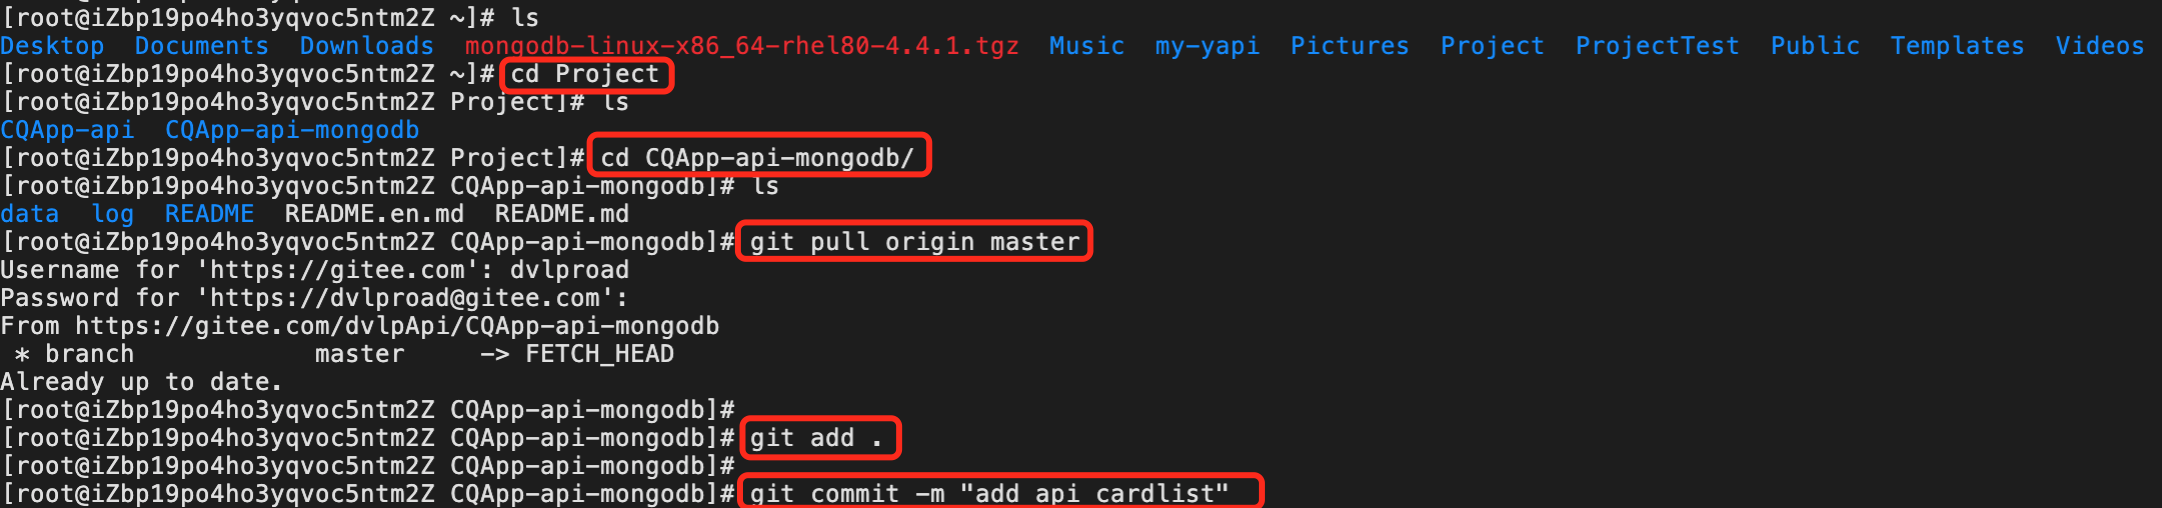 [root@iZbp19po4ho3yqvoc5ntm2Z ~]# ls
Desktop  Documents  Downloads  mongodb-linux-x86_64-rhel80-4.4.1.tgz  Music  my-yapi  Pictures  Project  ProjectTest  Public  Templates  Videos
[root@iZbp19po4ho3yqvoc5ntm2Z ~]# cd Project
[root@iZbp19po4ho3yqvoc5ntm2Z Project]# ls
CQApp-api  CQApp-api-mongodb
[root@iZbp19po4ho3yqvoc5ntm2Z Project]# cd CQApp-api-mongodb/
[root@iZbp19po4ho3yqvoc5ntm2Z CQApp-api-mongodb]# ls
data  log  README  README.en.md  README.md
[root@iZbp19po4ho3yqvoc5ntm2Z CQApp-api-mongodb]# git pull origin master
Username for 'https://gitee.com': dvlproad
Password for 'https://dvlproad@gitee.com':
From https://gitee.com/dvlpApi/CQApp-api-mongodb
 * branch            master     -> FETCH_HEAD
Already up to date.
[root@iZbp19po4ho3yqvoc5ntm2Z CQApp-api-mongodb]#
[root@iZbp19po4ho3yqvoc5ntm2Z CQApp-api-mongodb]# git add .
[root@iZbp19po4ho3yqvoc5ntm2Z CQApp-api-mongodb]#
[root@iZbp19po4ho3yqvoc5ntm2Z CQApp-api-mongodb]# git commit -m "add api cardlist"